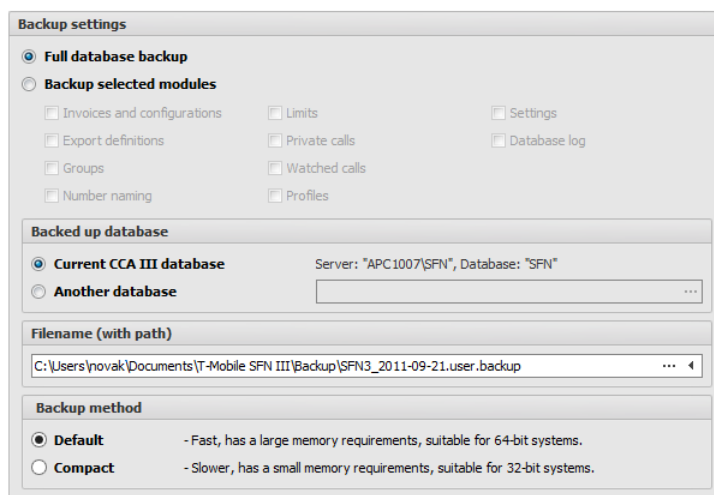 Backup settings
Full database backup
Backup selected modules
Invoices and configurations Limits Settings
Export definitions Private calls Database log
Groups Watched calls
Number naming Profiles
Backed up database
Current CCA III database Server: "APC1007\SFN", Database: "SFN"
Another database ...
Filename (with path)
C:\Users\novak\Documents\T-Mobile SFN III\Backup\SFN3_2011-09-21.user.backup ...
Backup method
Default - Fast, has a large memory requirements, suitable for 64-bit systems.
Compact - Slower, has a small memory requirements, suitable for 32-bit systems.